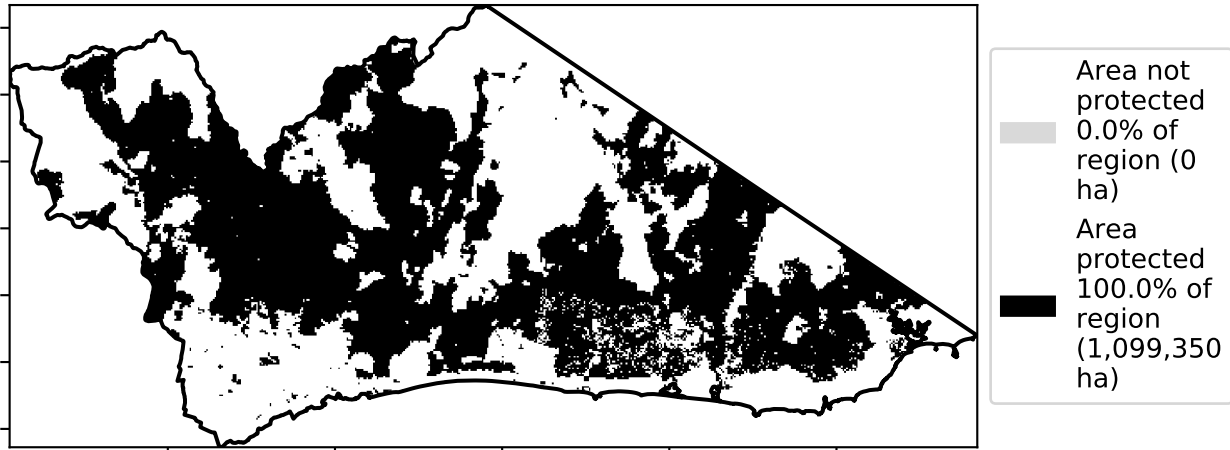 Area not
protected
0.0% of
region (0
ha)
Area
protected
100.0% of
region
(1,099,350
ha)